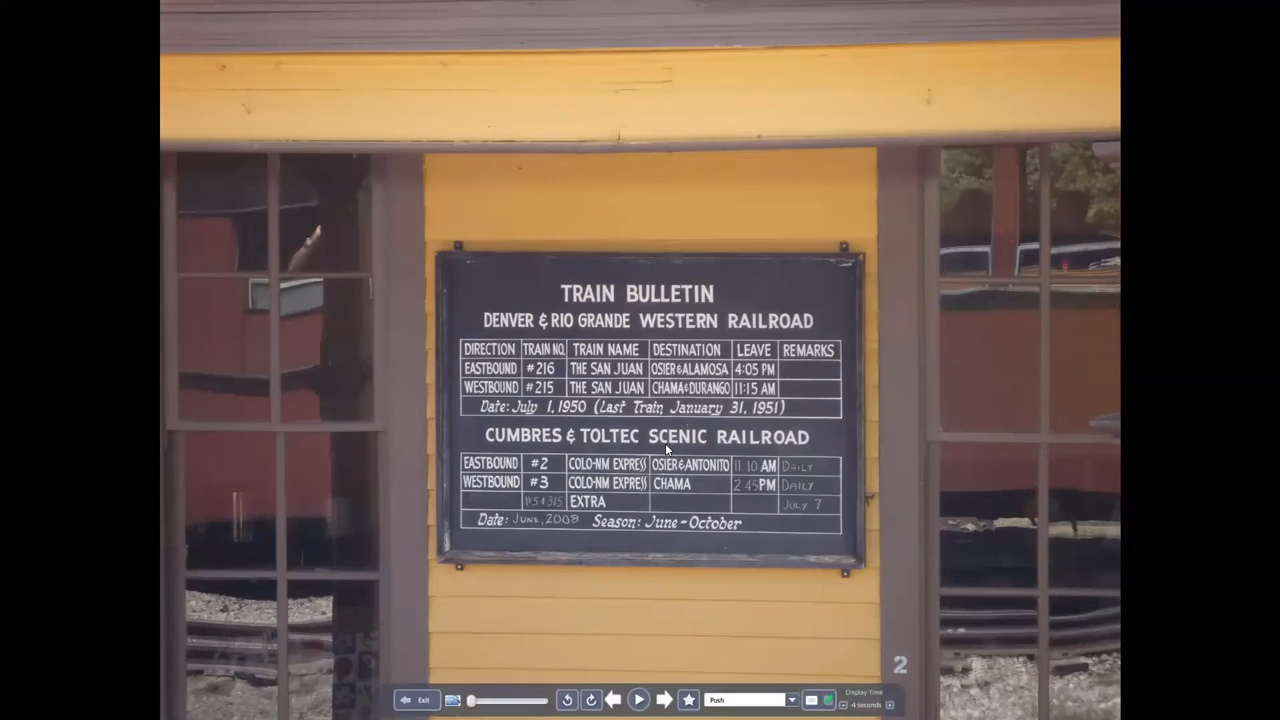 TRAIN BULLETIN
DENVER & RIO GRANDE WESTERN RAILROAD
DIRECTION TRAIN NO. TRAIN NAME DESTINATION LEAVE REMARKS
EASTBOUND #216 THE SAN JUAN OSIER & ALAMOSA 4:05 PM
WESTBOUND #215 THE SAN JUAN CHAMA & DURANGO 11:15 AM
Date: July 1, 1950 (Last Train January 31, 1951)
CUMBRES & TOLTEC SCENIC RAILROAD
EASTBOUND #2 COLO-NM EXPRESS OSIER & ANTONITO 11 10 AM DAILY
WESTBOUND #3 COLO-NM EXPRESS CHAMA 2 45 PM DAILY
EXTRA JULY 7
Date: JUNE, 2008 Season: June-October
2
Exit
Push
Display Time
4 seconds